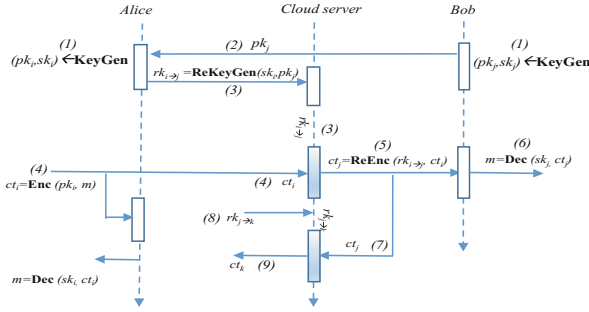 Alice Cloud server Bob
(1) (2) pkⱼ (1)
(pkᵢ,skᵢ) ←KeyGen (pkⱼ,skⱼ) ←KeyGen
rkᵢ→ⱼ =ReKeyGen(skᵢ,pkⱼ)
(3)
rkᵢ→ⱼ (3)
(4) (5) (6)
ctⱼ=ReEnc (rkᵢ→ⱼ, ctᵢ) m=Dec (skⱼ, ctⱼ)
ctᵢ=Enc (pkᵢ, m) (4) ctᵢ
(8) rkⱼ→ₖ rkⱼ→ₖ
ctⱼ (7)
ctₖ (9)
m=Dec (skᵢ, ctᵢ)